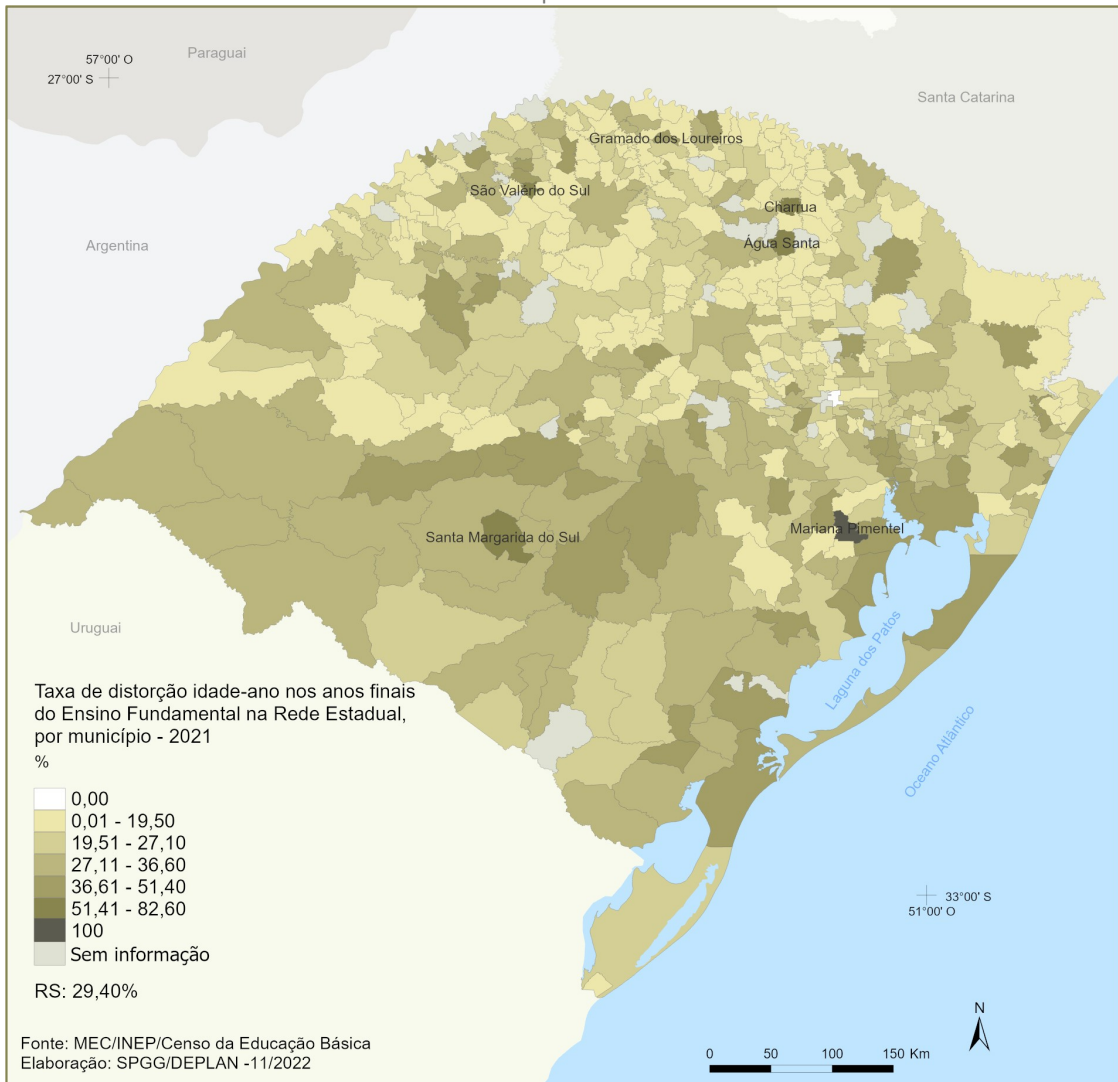 Paraguai
57°00' O
27°00' S
Santa Catarina
Gramado dos Loureiros
São Valério do Sul
Charrua
Água Santa
Argentina
Mariana Pimentel
Santa Margarida do Sul
Uruguai
Laguna dos Patos
Oceano Atlântico
Taxa de distorção idade-ano nos anos finais
do Ensino Fundamental na Rede Estadual,
por município - 2021
%
0,00
0,01 - 19,50
19,51 - 27,10
27,11 - 36,60
36,61 - 51,40
51,41 - 82,60
100
Sem informação
RS: 29,40%
33°00' S
51°00' O
N
Fonte: MEC/INEP/Censo da Educação Básica
Elaboração: SPGG/DEPLAN -11/2022
0 50 100 150 Km